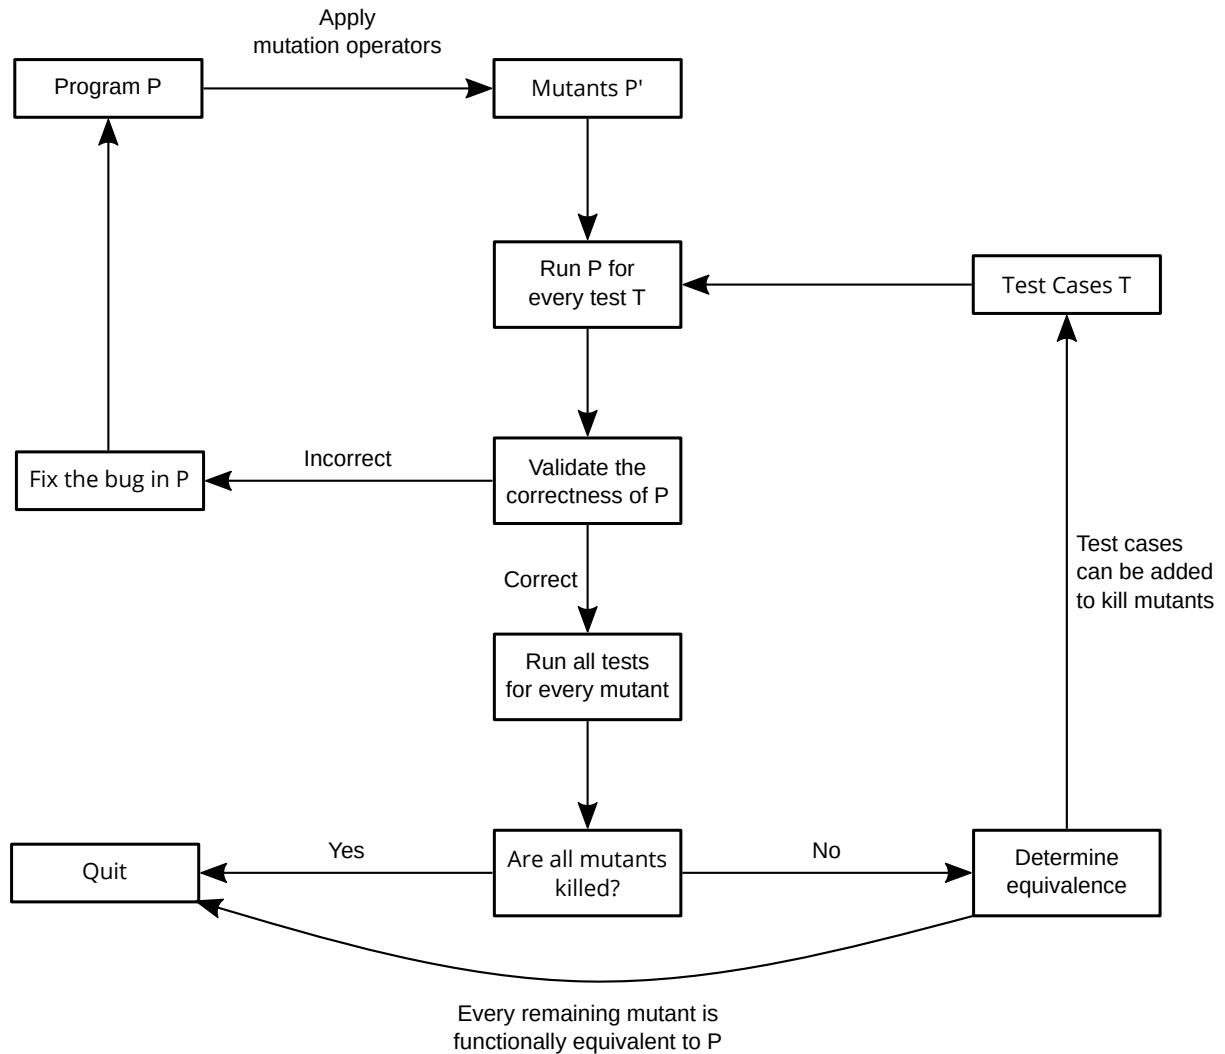 Apply
mutation operators
Program P
Mutants P'
Run P for
every test T
Test Cases T
Incorrect
Fix the bug in P
Validate the
correctness of P
Correct
Test cases
can be added
to kill mutants
Run all tests
for every mutant
Yes
No
Quit
Are all mutants
killed?
Determine
equivalence
Every remaining mutant is
functionally equivalent to P